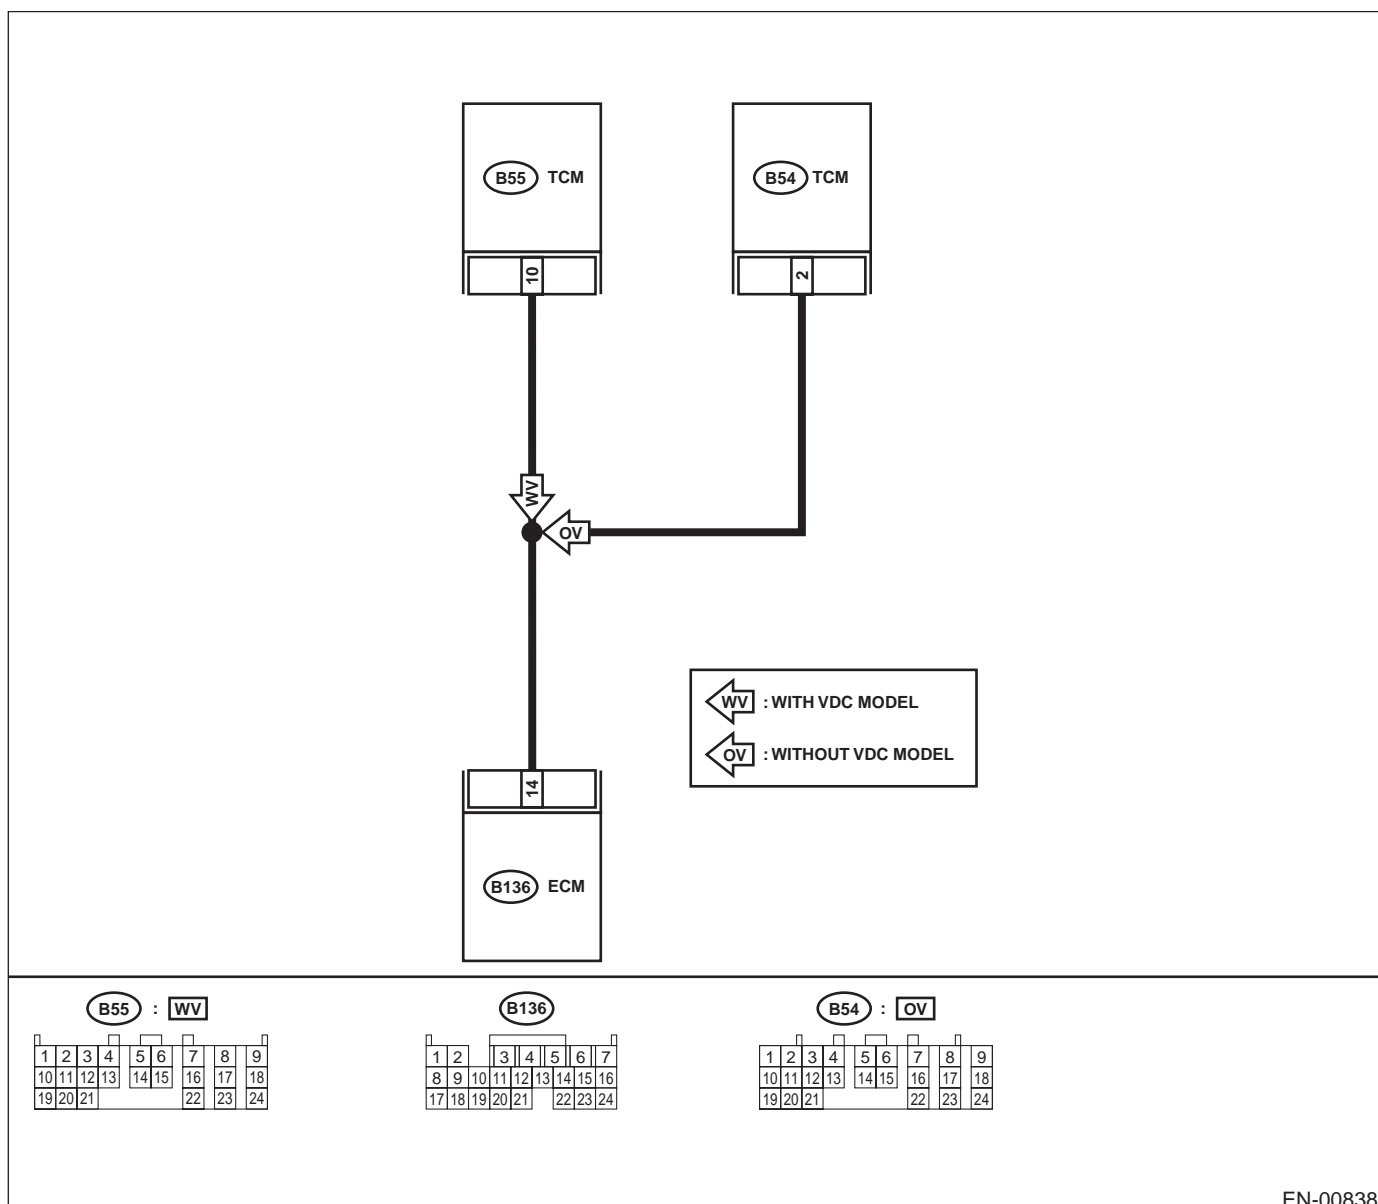 B55 TCM
B54 TCM
10
2
WV
OV
WV : WITH VDC MODEL
OV : WITHOUT VDC MODEL
14
B136 ECM
B55 : WV
1 2 3 4 5 6 7 8 9
10 11 12 13 14 15 16 17 18
19 20 21 22 23 24
B136
1 2 3 4 5 6 7
8 9 10 11 12 13 14 15 16
17 18 19 20 21 22 23 24
B54 : OV
1 2 3 4 5 6 7 8 9
10 11 12 13 14 15 16 17 18
19 20 21 22 23 24
EN-00838